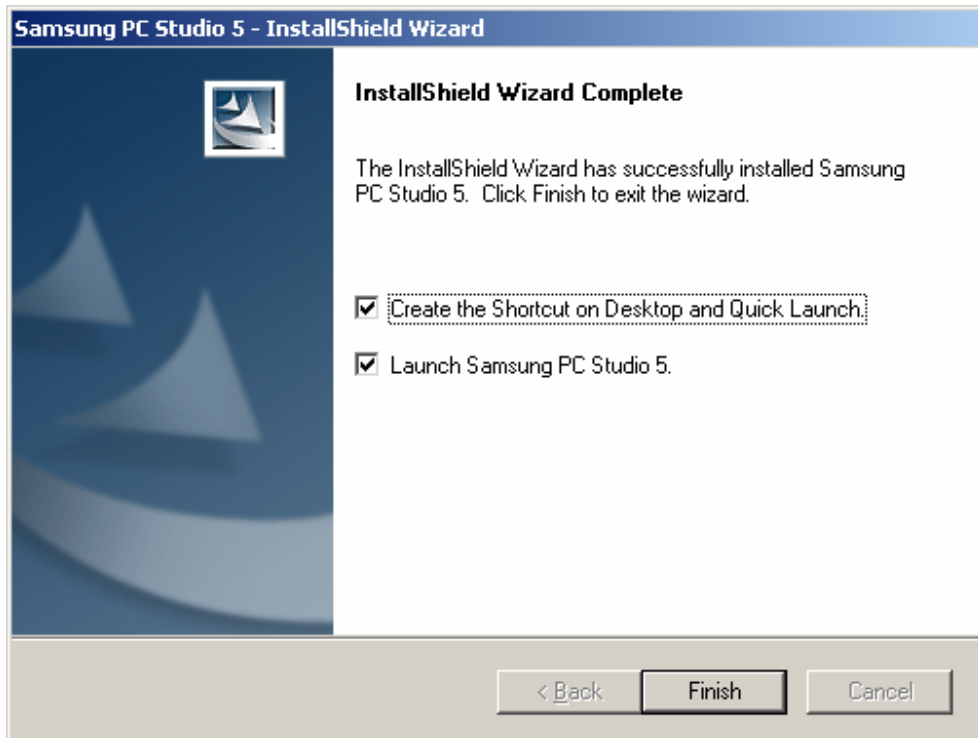 Samsung PC Studio 5 - InstallShield Wizard
InstallShield Wizard Complete
The InstallShield Wizard has successfully installed Samsung
PC Studio 5.  Click Finish to exit the wizard.
Create the Shortcut on Desktop and Quick Launch.
Launch Samsung PC Studio 5.
< Back
Finish
Cancel